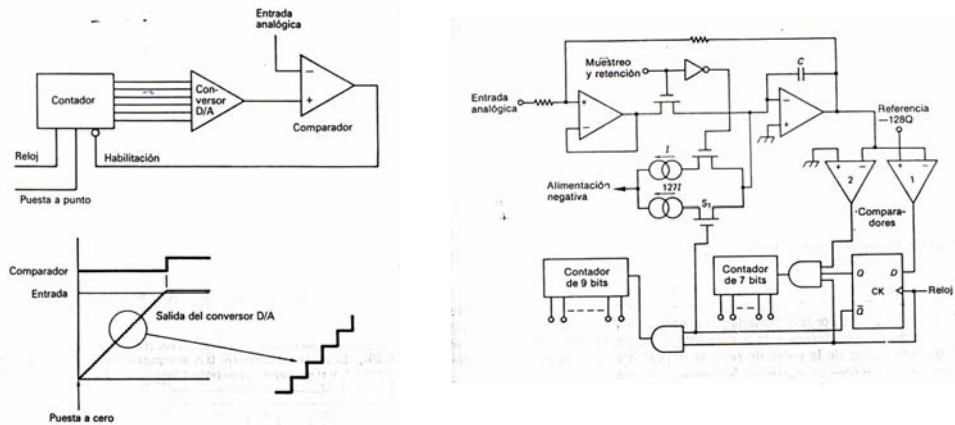 Entrada
analógica
Contador
Con-
versor
D/A
Comparador
Reloj
Habilitación
Puesta a punto
Comparador
Entrada
Salida del conversor D/A
Puesta a cero
Muestreo
y retención
C
Entrada
analógica
Referencia
—128Q
I
Alimentación
negativa
127I
S₁
2
1
Compara-
dores
Contador
de 9 bits
Contador
de 7 bits
Q
D
CK
Reloj
Q̅